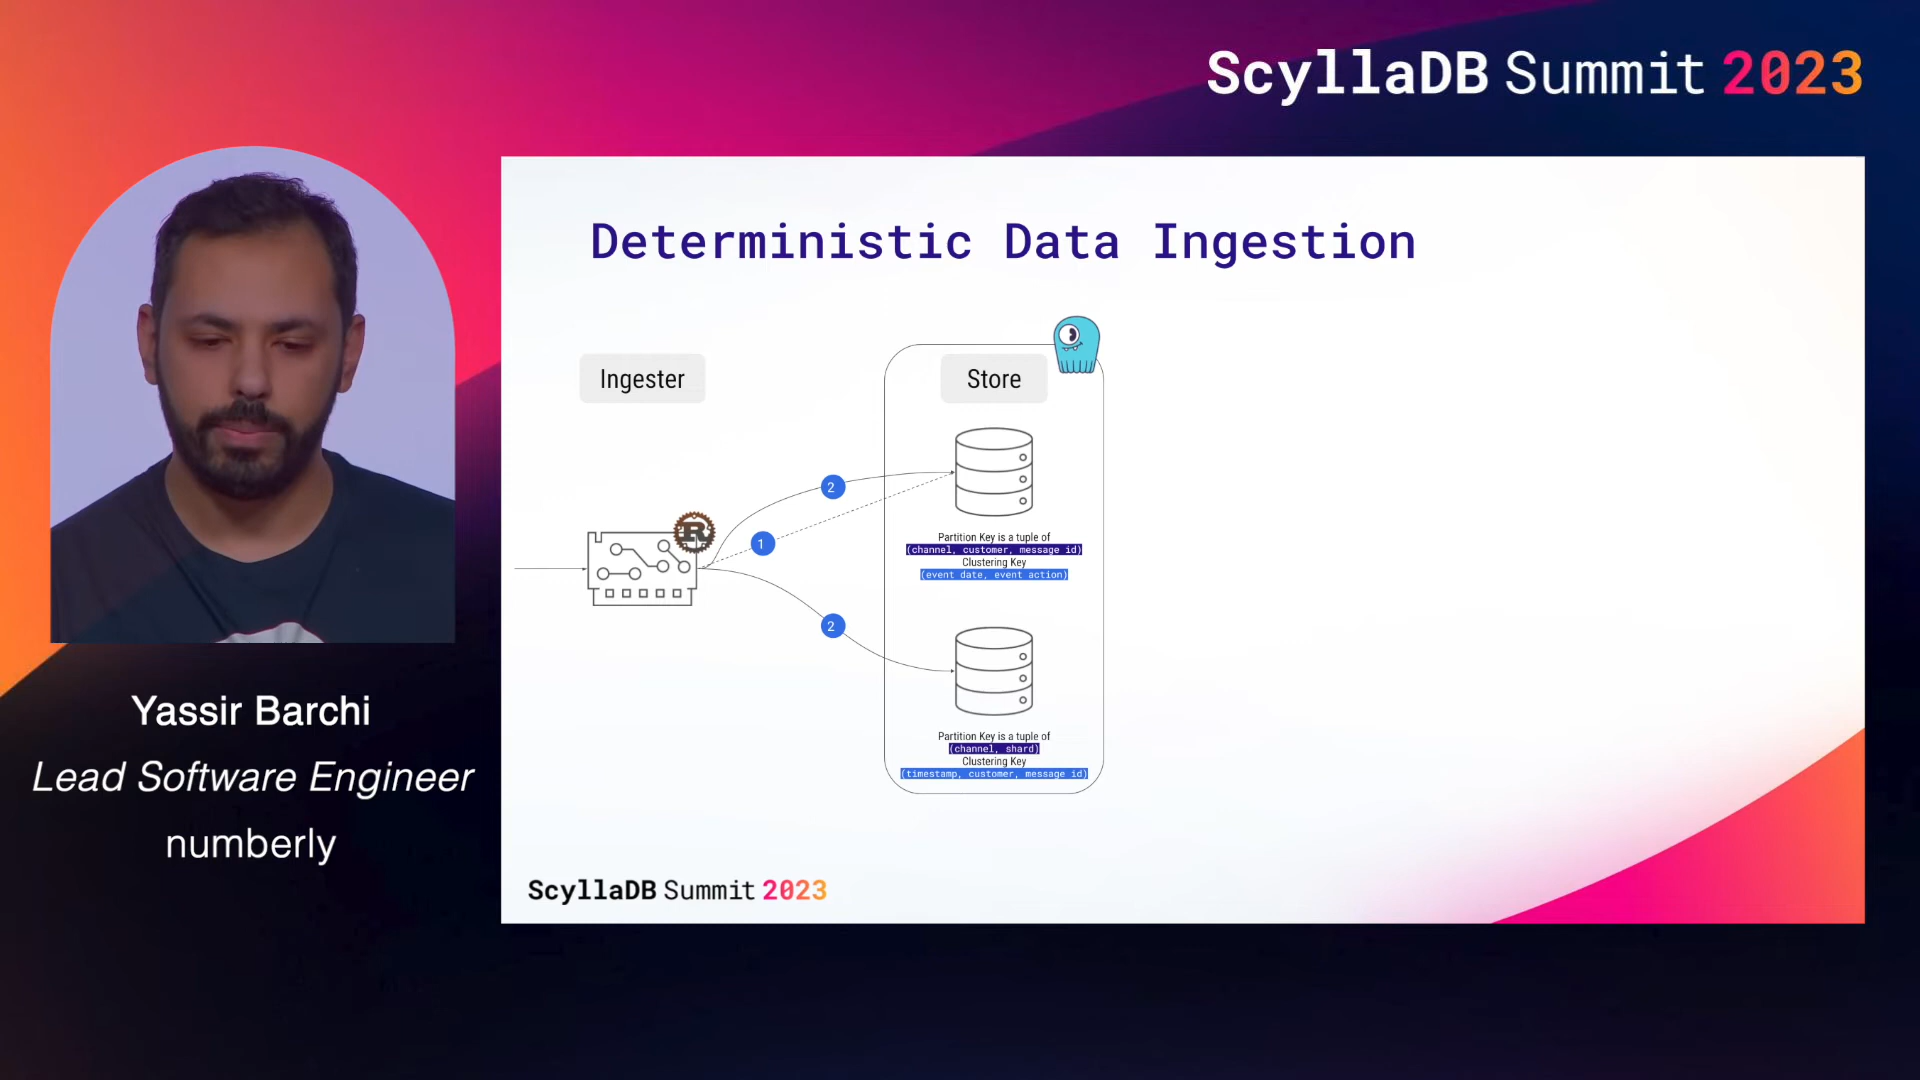 ScyllaDB Summit 2023
Deterministic Data Ingestion
Ingester
Store
R
2
1
2
Partition Key is a tuple of
(channel, customer, message id)
Clustering Key
(event date, event action)
Partition Key is a tuple of
(channel, shard)
Clustering Key
(timestamp, customer, message id)
ScyllaDB Summit 2023
Yassir Barchi
Lead Software Engineer
numberly